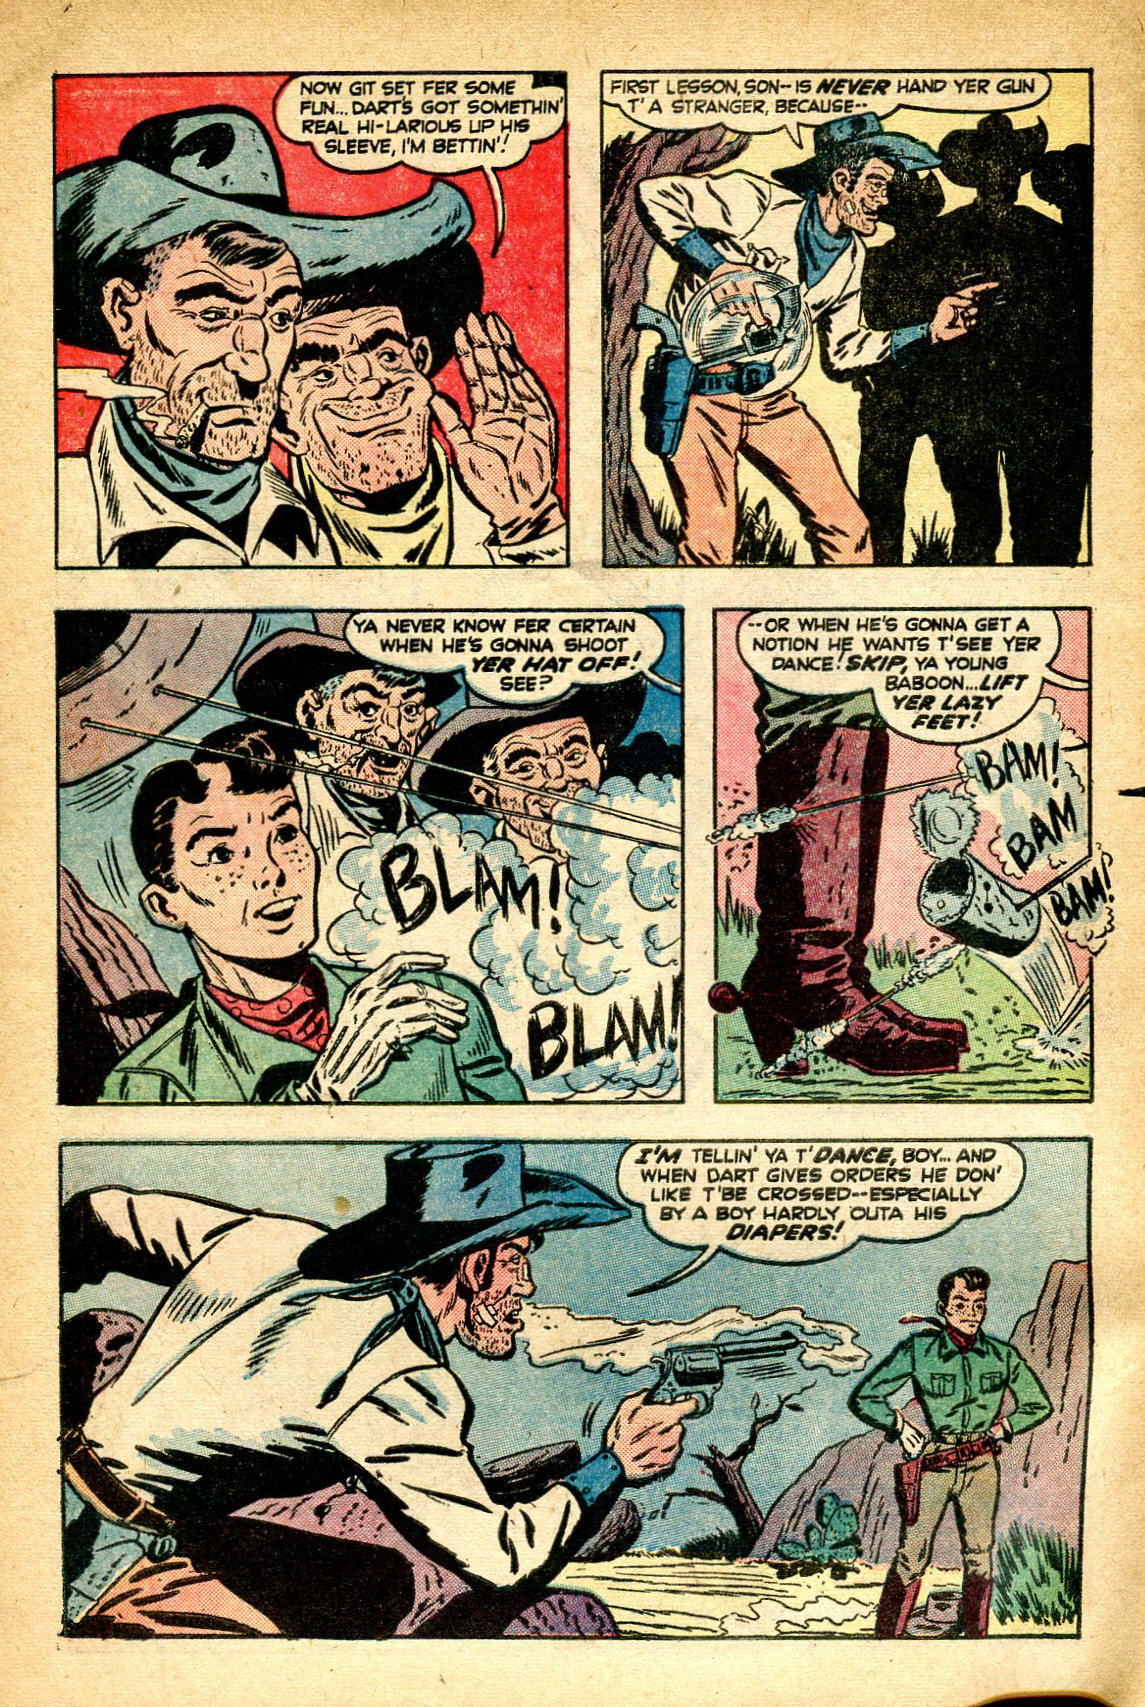 NOW GIT SET FER SOME
FUN... DART'S GOT SOMETHIN'
REAL HI-LARIOUS UP HIS
SLEEVE, I'M BETTIN'!
FIRST LESSON, SON--IS NEVER HAND YER GUN
T'A STRANGER, BECAUSE--
YA NEVER KNOW FER CERTAIN
WHEN HE'S GONNA SHOOT
YER HAT OFF!
SEE?
BLAM!
BLAM!
--OR WHEN HE'S GONNA GET A
NOTION HE WANTS T'SEE YER
DANCE! SKIP, YA YOUNG
BABOON... LIFT
YER LAZY
FEET!
BAM!
BAM
BAM!
I'M TELLIN' YA T'DANCE, BOY... AND
WHEN DART GIVES ORDERS HE DON'
LIKE T'BE CROSSED--ESPECIALLY
BY A BOY HARDLY OUTA HIS
DIAPERS!